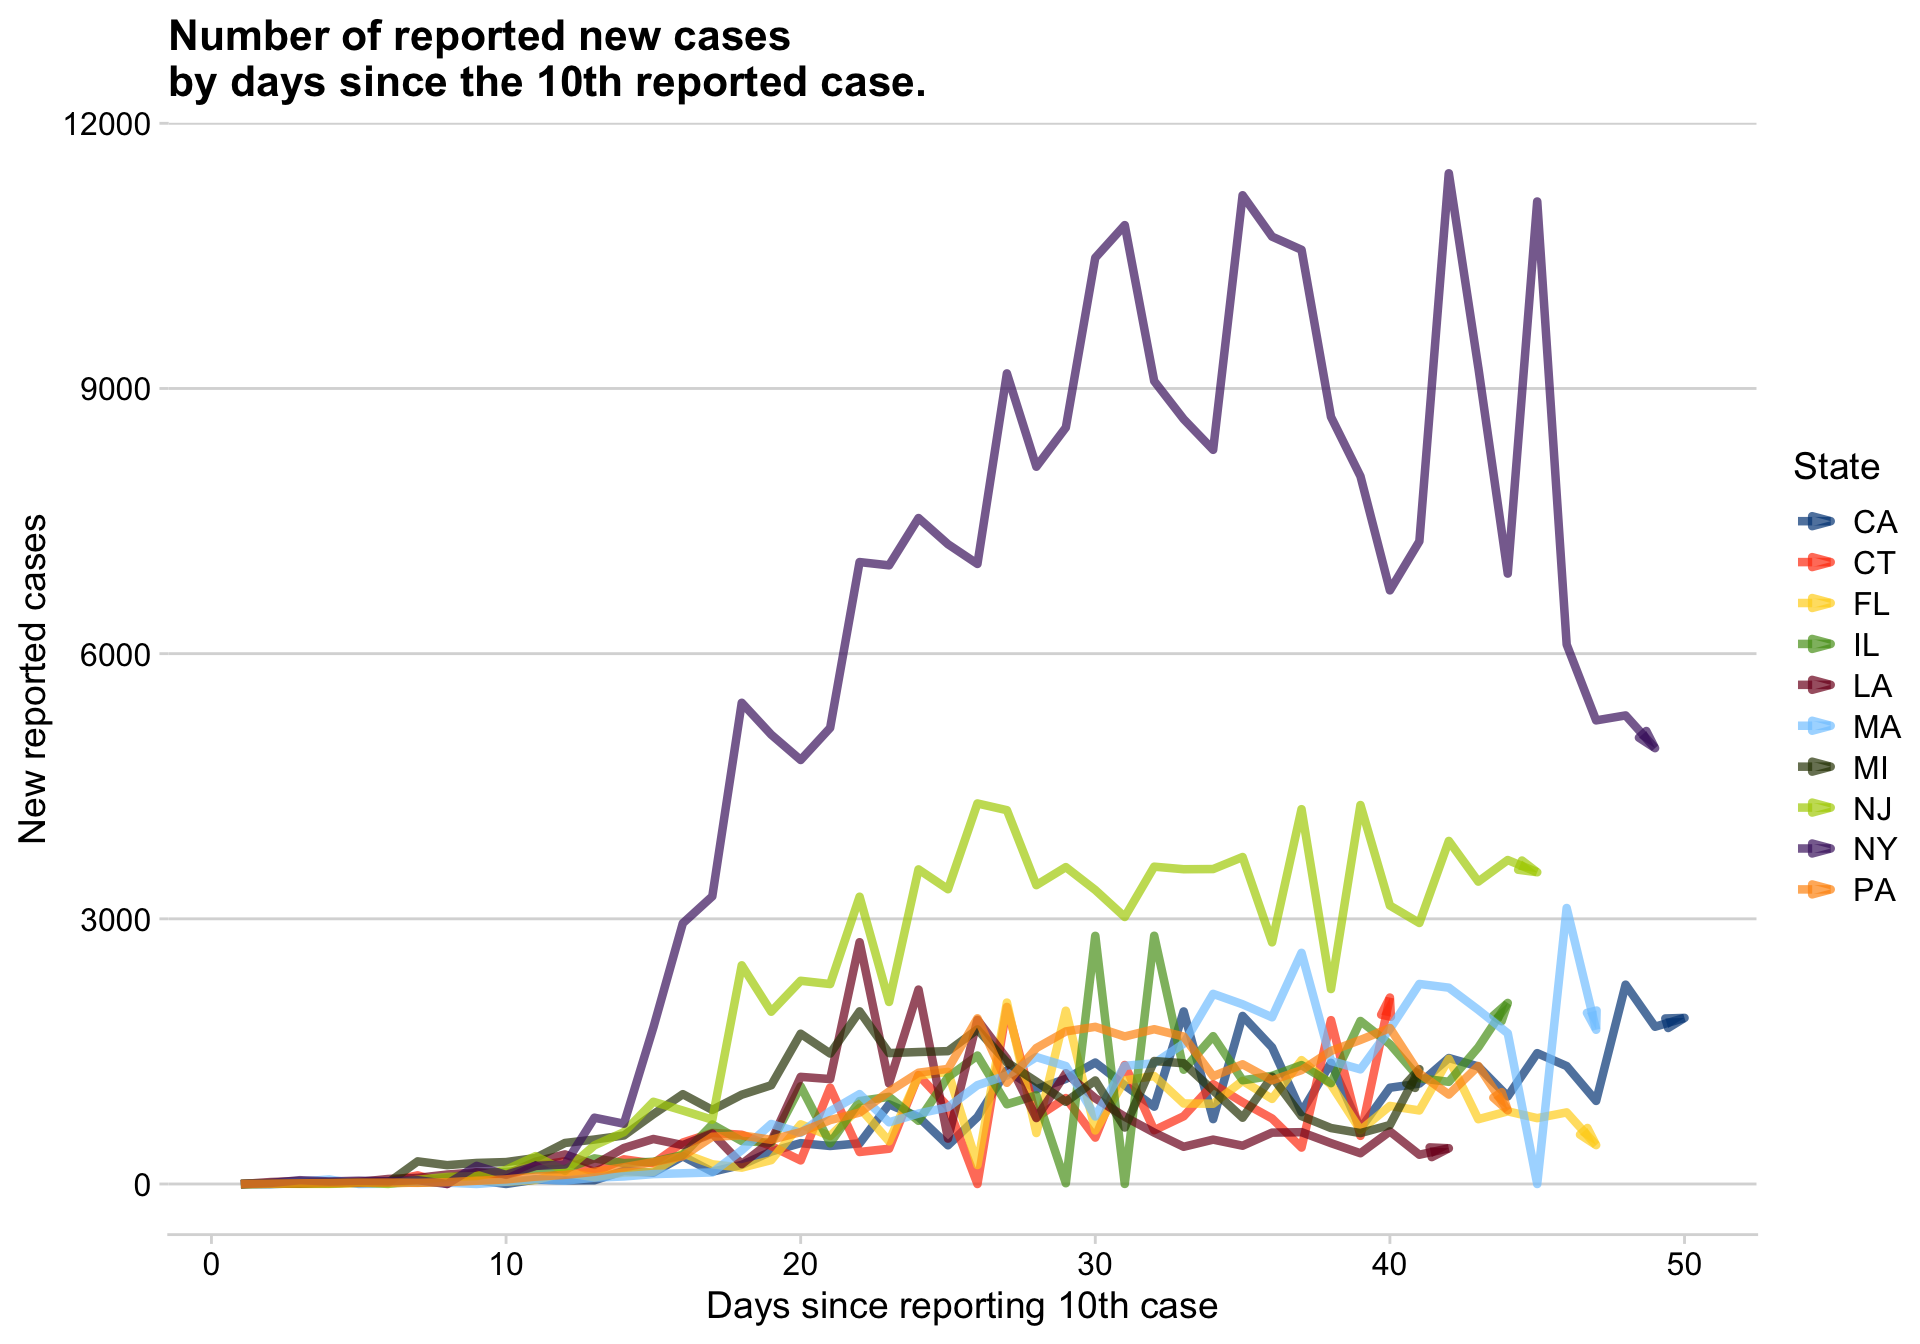 Number of reported new cases
by days since the 10th reported case.
12000
9000
6000
3000
0
New reported cases
0 10 20 30 40 50
Days since reporting 10th case
State
CA
CT
FL
IL
LA
MA
MI
NJ
NY
PA